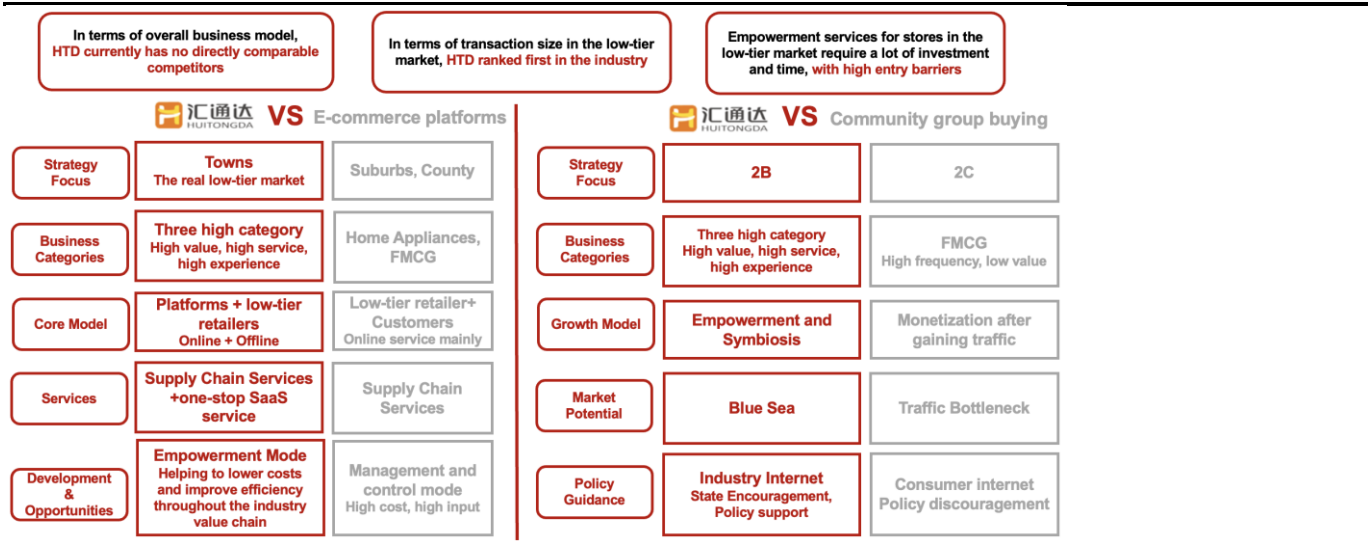 In terms of overall business model,
HTD currently has no directly comparable
competitors
In terms of transaction size in the low-tier
market, HTD ranked first in the industry
Empowerment services for stores in the
low-tier market require a lot of investment
and time, with high entry barriers
汇通达
HUITONGDA
VS E-commerce platforms
Strategy
Focus
Towns
The real low-tier market
Suburbs, County
Business
Categories
Three high category
High value, high service,
high experience
Home Appliances,
FMCG
Core Model
Platforms + low-tier
retailers
Online + Offline
Low-tier retailer+
Customers
Online service mainly
Services
Supply Chain Services
+one-stop SaaS
service
Supply Chain
Services
Development
&
Opportunities
Empowerment Mode
Helping to lower costs
and improve efficiency
throughout the industry
value chain
Management and
control mode
High cost, high input
汇通达
HUITONGDA
VS Community group buying
Strategy
Focus
2B
2C
Business
Categories
Three high category
High value, high service,
high experience
FMCG
High frequency, low value
Growth Model
Empowerment and
Symbiosis
Monetization after
gaining traffic
Market
Potential
Blue Sea
Traffic Bottleneck
Policy
Guidance
Industry Internet
State Encouragement,
Policy support
Consumer internet
Policy discouragement